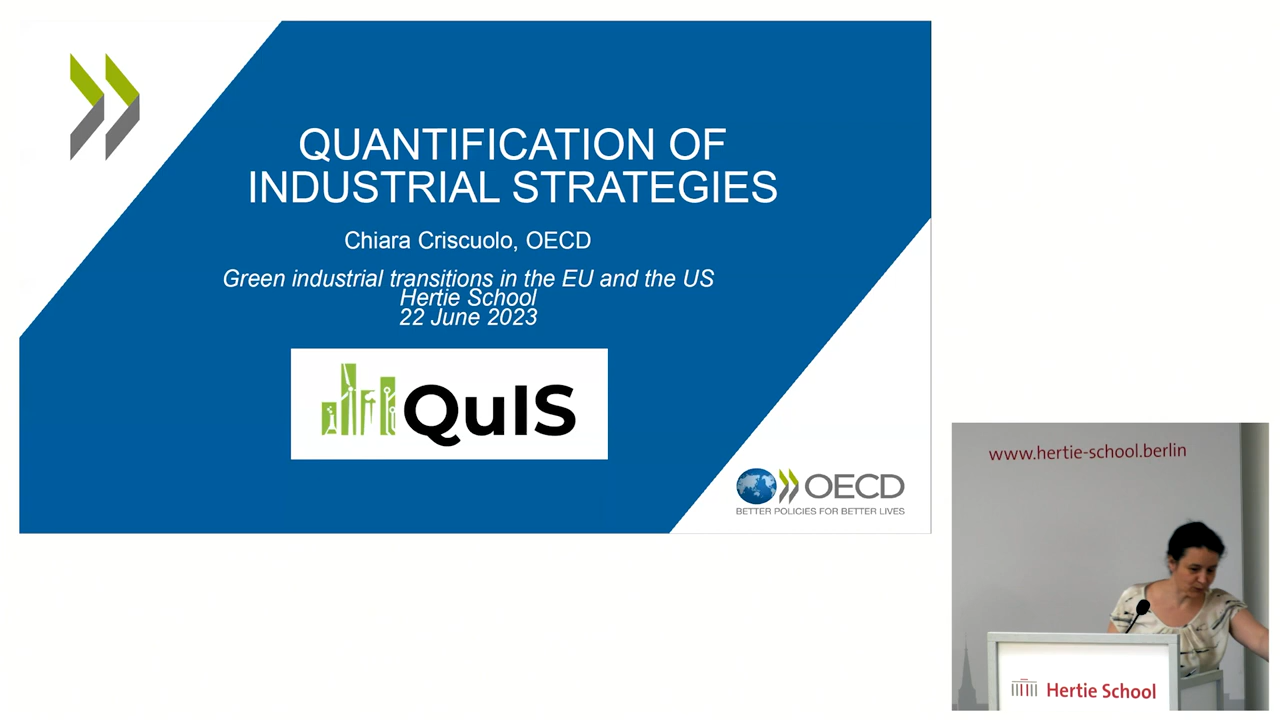 QUANTIFICATION OF
INDUSTRIAL STRATEGIES
Chiara Criscuolo, OECD
Green industrial transitions in the EU and the US
Hertie School
22 June 2023
QuIS
OECD
BETTER POLICIES FOR BETTER LIVES
www.hertie-school.berlin
Hertie School